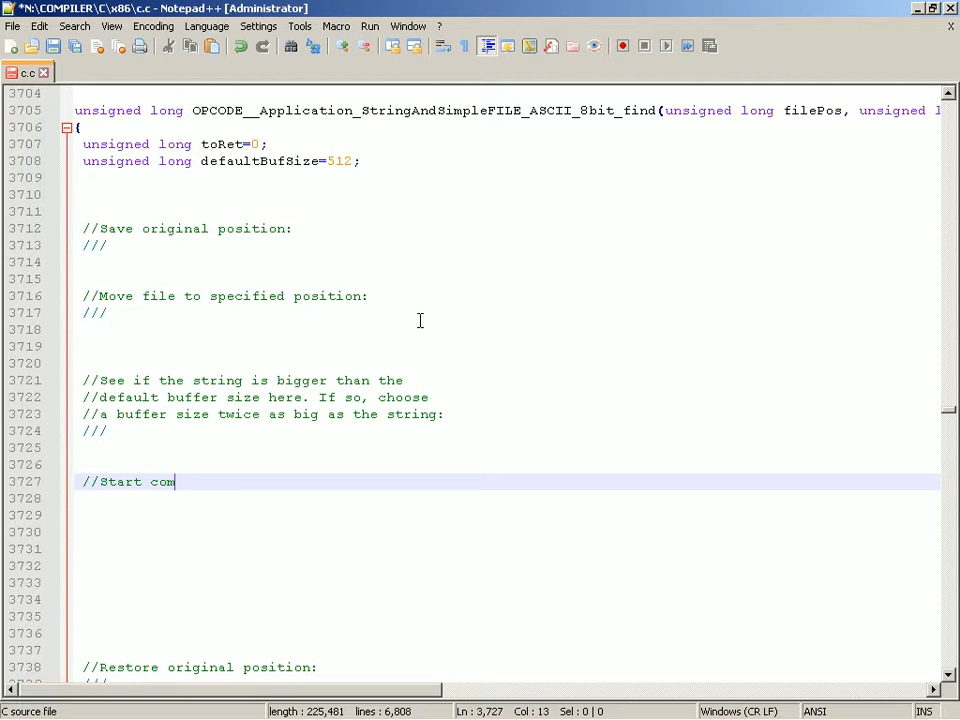 *N:\COMPILER\C\x86\c.c - Notepad++ [Administrator]
File Edit Search View Encoding Language Settings Tools Macro Run Window ? X
c.c
3704
3705 unsigned long OPCODE__Application_StringAndSimpleFILE_ASCII_8bit_find(unsigned long filePos, unsigned l
3706 {
3707 unsigned long toRet=0;
3708 unsigned long defaultBufSize=512;
3709
3710
3711
3712 //Save original position:
3713 ///
3714
3715
3716 //Move file to specified position:
3717 ///
3718
3719
3720
3721 //See if the string is bigger than the
3722 //default buffer size here. If so, choose
3723 //a buffer size twice as big as the string:
3724 ///
3725
3726
3727 //Start com
3728
3729
3730
3731
3732
3733
3734
3735
3736
3737
3738 //Restore original position:
///
C source file length : 225,481 lines : 6,808 Ln : 3,727 Col : 13 Sel : 0 | 0 Windows (CR LF) ANSI INS